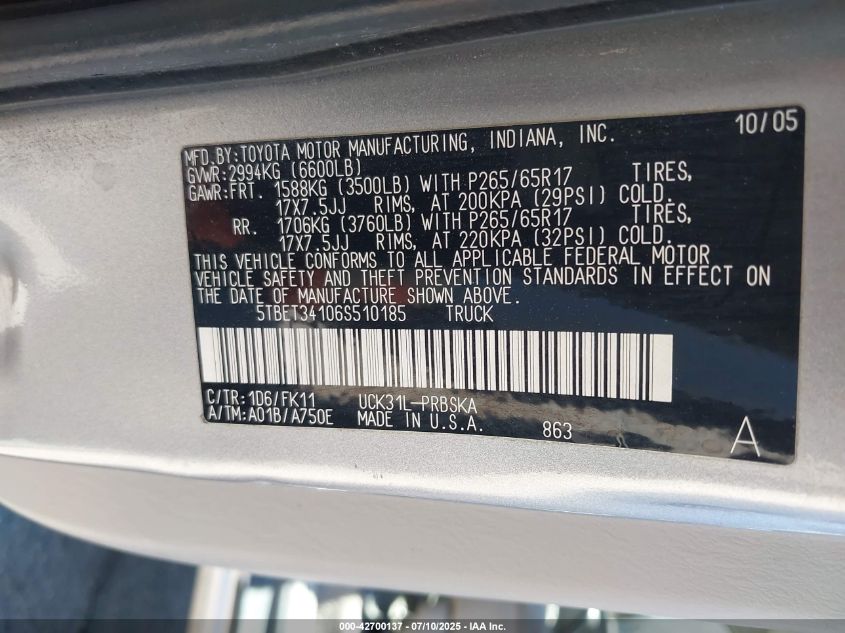 10/05
MFD.BY:TOYOTA MOTOR MANUFACTURING, INDIANA, INC.
GVWR:2994KG (6600LB)
GAWR:FRT. 1588KG (3500LB) WITH P265/65R17 TIRES,
17X7.5JJ RIMS, AT 200KPA (29PSI) COLD.
RR. 1706KG (3760LB) WITH P265/65R17 TIRES,
17X7.5JJ RIMS, AT 220KPA (32PSI) COLD.
THIS VEHICLE CONFORMS TO ALL APPLICABLE FEDERAL MOTOR
VEHICLE SAFETY AND THEFT PREVENTION STANDARDS IN EFFECT ON
THE DATE OF MANUFACTURE SHOWN ABOVE.
5TBET34106S510185 TRUCK
C/TR:1D6/FK11 UCK31L-PRBSKA
A/TM:A01B/A750E MADE IN U.S.A. 863 A
000-42700137 - 07/10/2025 - IAA Inc.